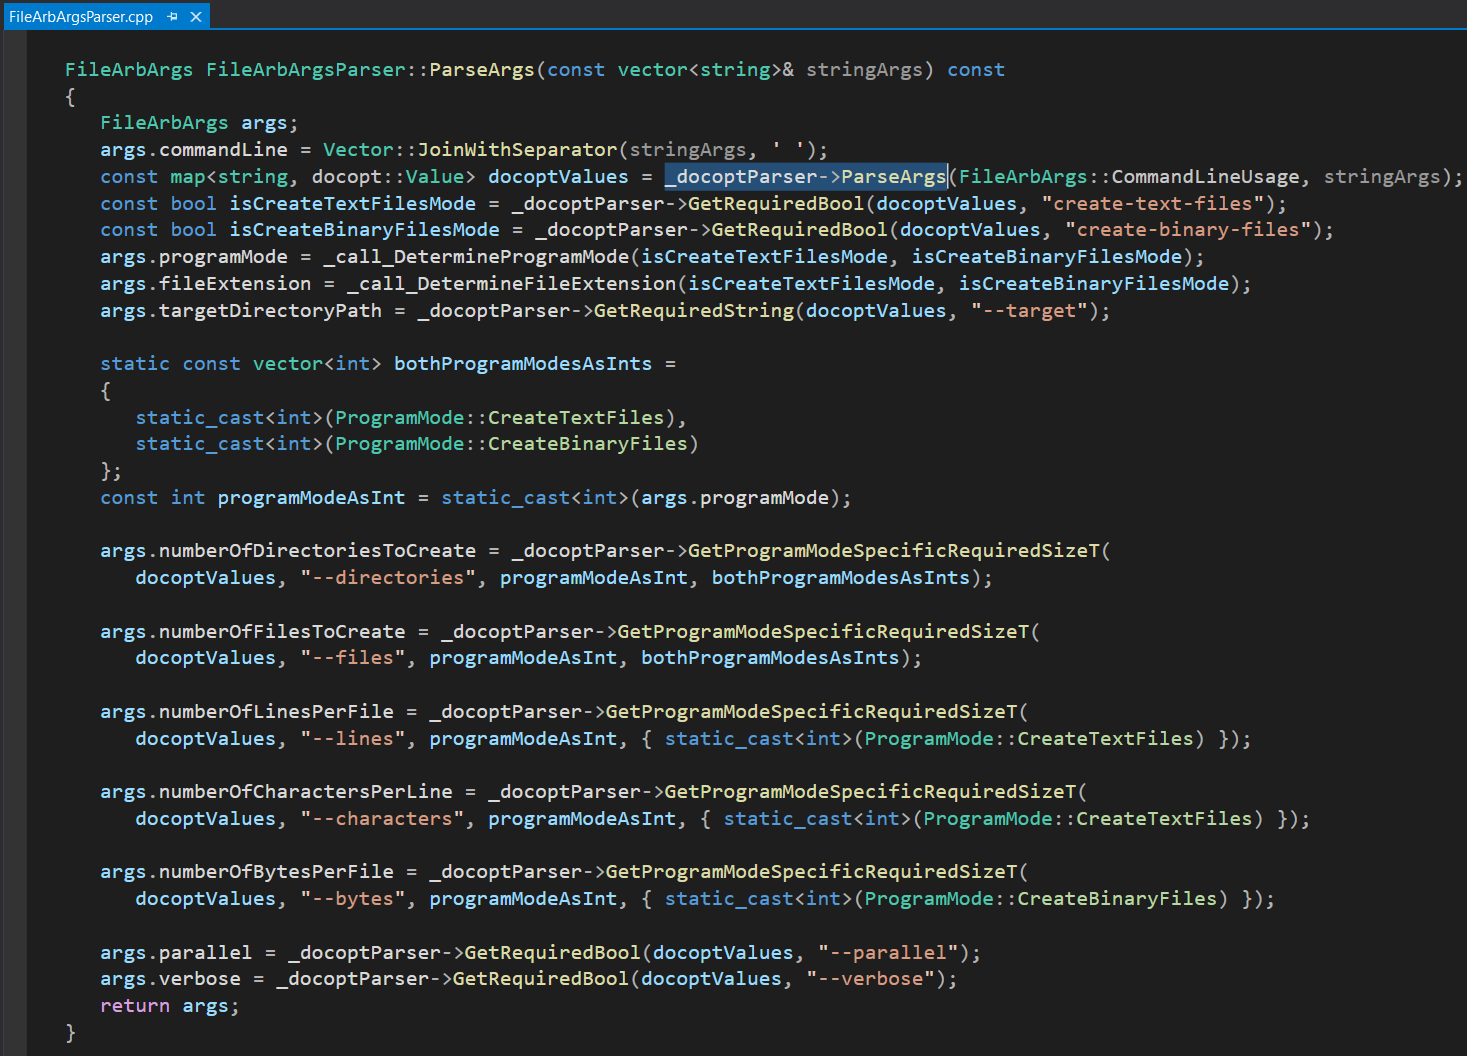 FileArbArgsParser.cpp
FileArbArgs FileArbArgsParser::ParseArgs(const vector<string>& stringArgs) const
{
FileArbArgs args;
args.commandLine = Vector::JoinWithSeparator(stringArgs, ' ');
const map<string, docopt::Value> docoptValues = _docoptParser->ParseArgs(FileArbArgs::CommandLineUsage, stringArgs);
const bool isCreateTextFilesMode = _docoptParser->GetRequiredBool(docoptValues, "create-text-files");
const bool isCreateBinaryFilesMode = _docoptParser->GetRequiredBool(docoptValues, "create-binary-files");
args.programMode = _call_DetermineProgramMode(isCreateTextFilesMode, isCreateBinaryFilesMode);
args.fileExtension = _call_DetermineFileExtension(isCreateTextFilesMode, isCreateBinaryFilesMode);
args.targetDirectoryPath = _docoptParser->GetRequiredString(docoptValues, "--target");
static const vector<int> bothProgramModesAsInts =
{
static_cast<int>(ProgramMode::CreateTextFiles),
static_cast<int>(ProgramMode::CreateBinaryFiles)
};
const int programModeAsInt = static_cast<int>(args.programMode);
args.numberOfDirectoriesToCreate = _docoptParser->GetProgramModeSpecificRequiredSizeT(
docoptValues, "--directories", programModeAsInt, bothProgramModesAsInts);
args.numberOfFilesToCreate = _docoptParser->GetProgramModeSpecificRequiredSizeT(
docoptValues, "--files", programModeAsInt, bothProgramModesAsInts);
args.numberOfLinesPerFile = _docoptParser->GetProgramModeSpecificRequiredSizeT(
docoptValues, "--lines", programModeAsInt, { static_cast<int>(ProgramMode::CreateTextFiles) });
args.numberOfCharactersPerLine = _docoptParser->GetProgramModeSpecificRequiredSizeT(
docoptValues, "--characters", programModeAsInt, { static_cast<int>(ProgramMode::CreateTextFiles) });
args.numberOfBytesPerFile = _docoptParser->GetProgramModeSpecificRequiredSizeT(
docoptValues, "--bytes", programModeAsInt, { static_cast<int>(ProgramMode::CreateBinaryFiles) });
args.parallel = _docoptParser->GetRequiredBool(docoptValues, "--parallel");
args.verbose = _docoptParser->GetRequiredBool(docoptValues, "--verbose");
return args;
}